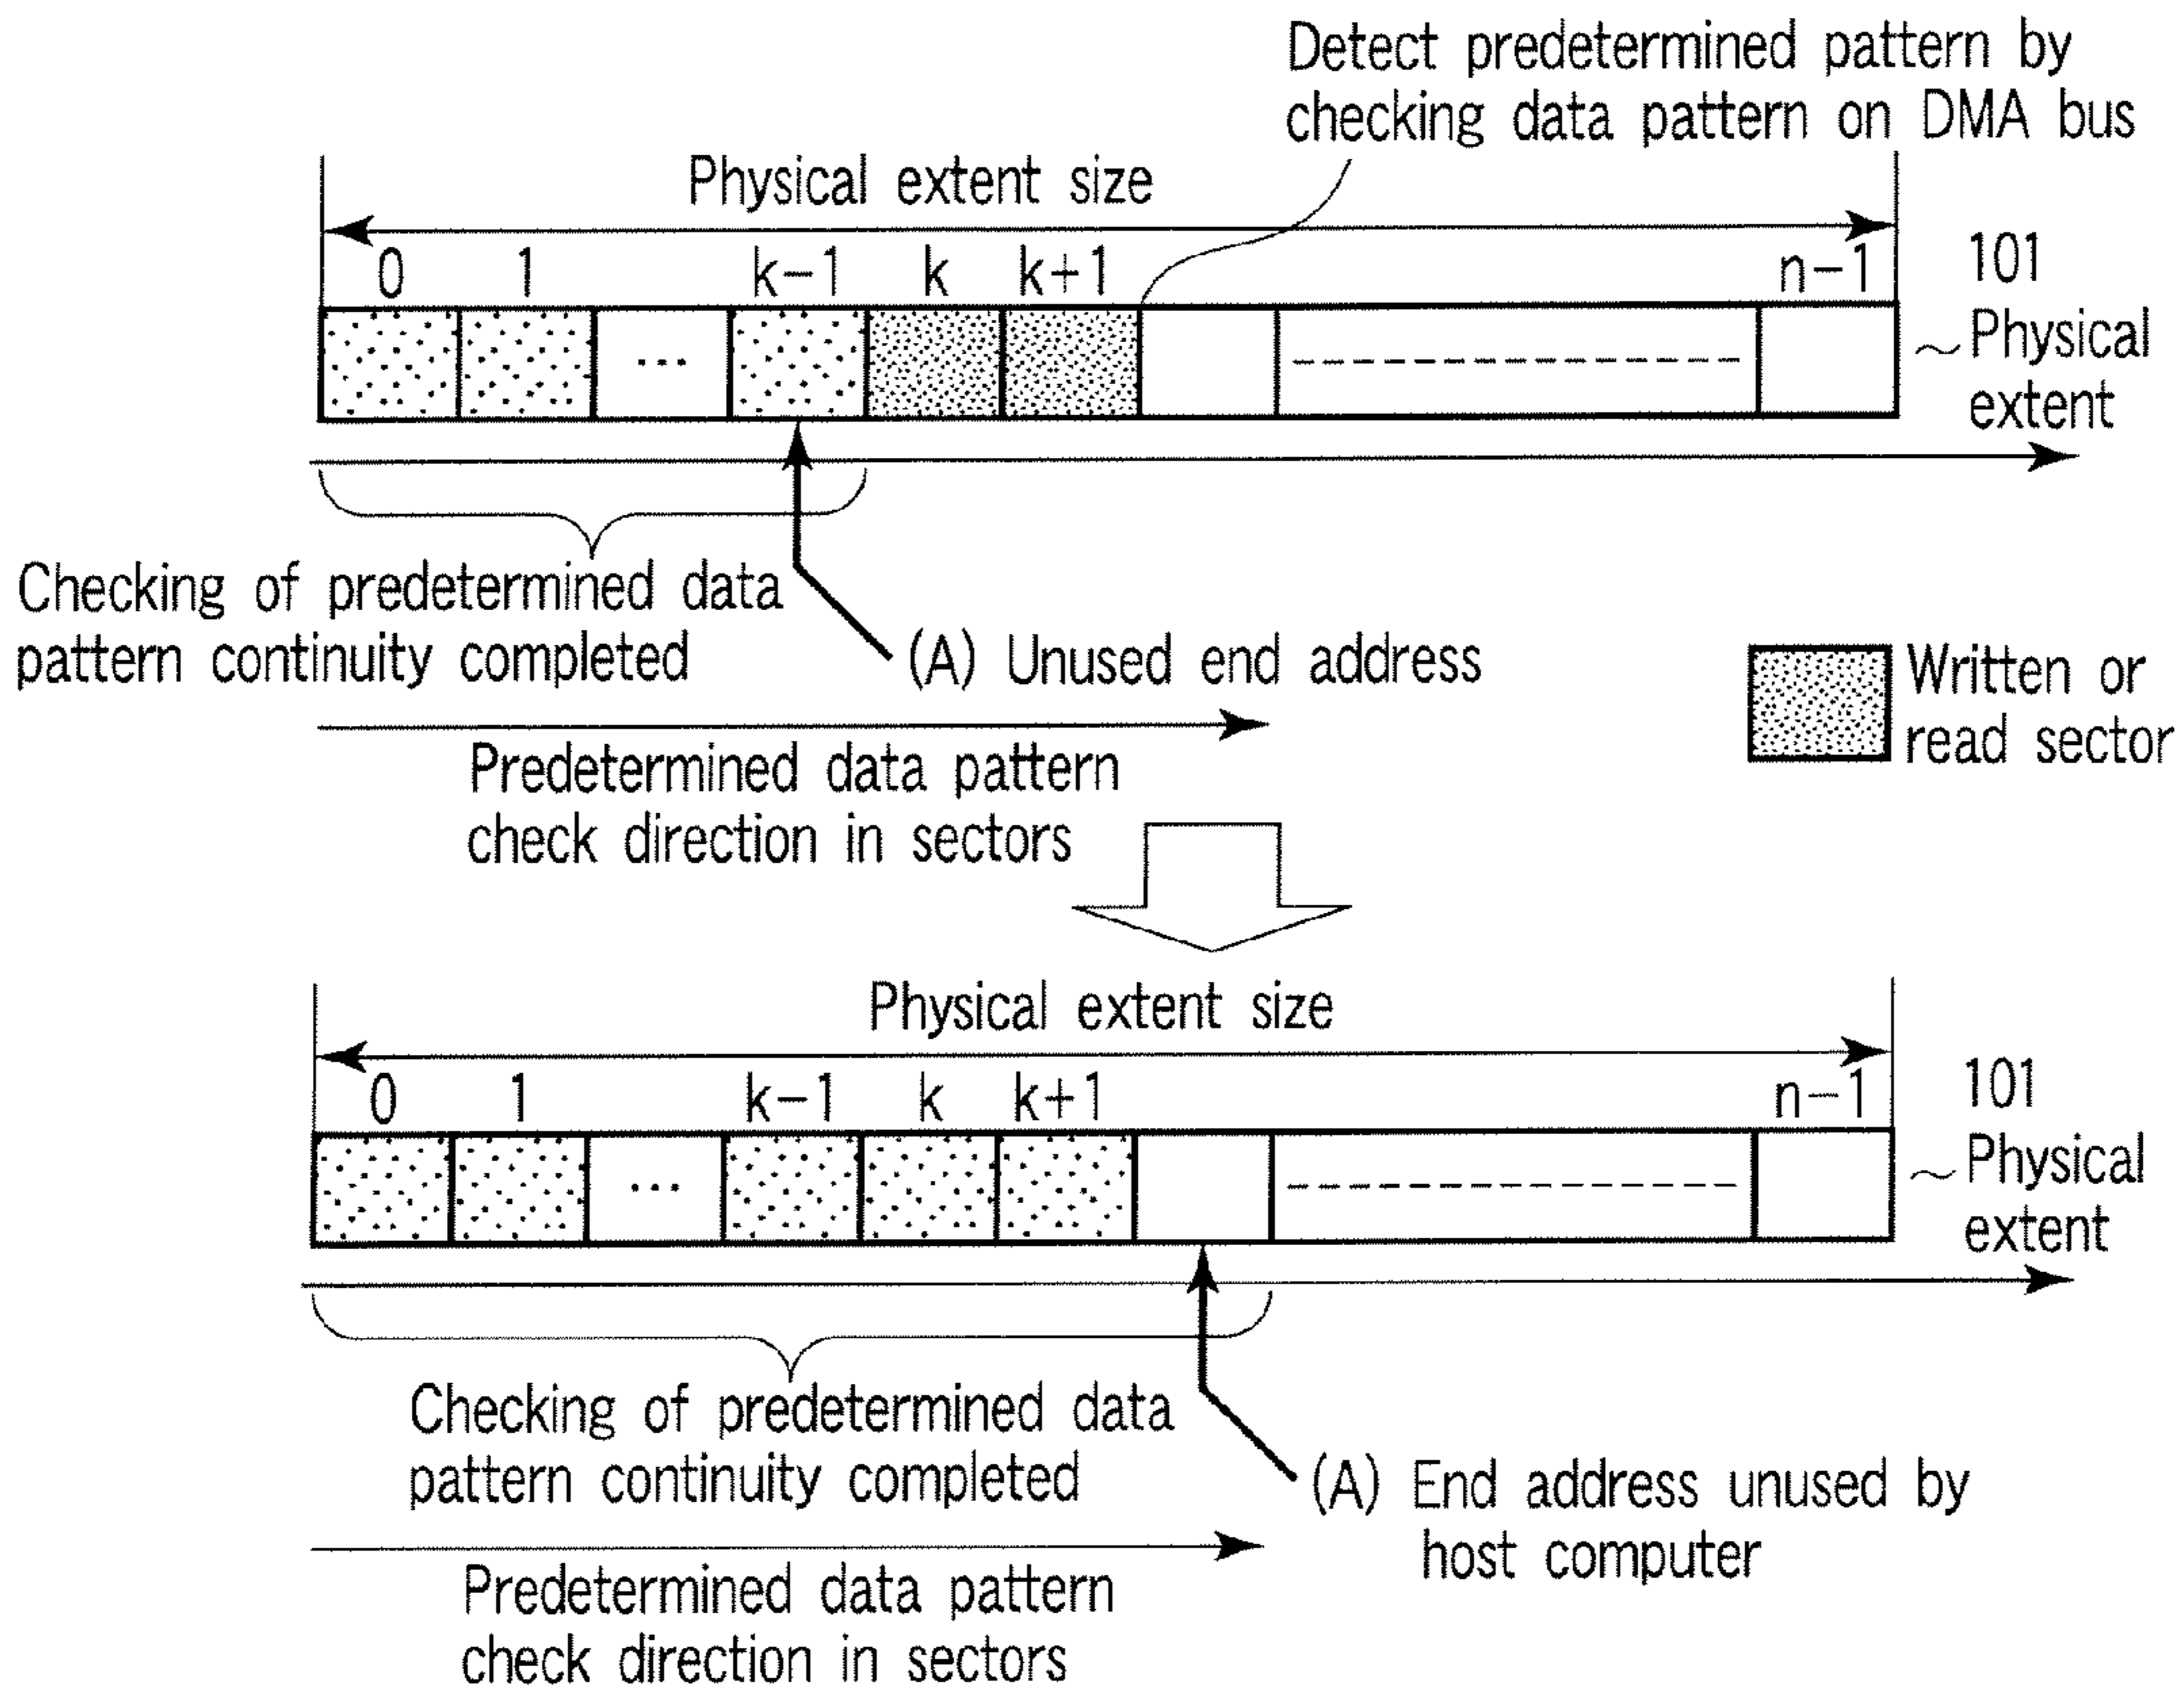 Detect predetermined pattern by
checking data pattern on DMA bus
Physical extent size
0 1 k-1 k k+1 n-1 101
...
~Physical
extent
Checking of predetermined data
pattern continuity completed
(A) Unused end address
Written or
read sector
Predetermined data pattern
check direction in sectors
Physical extent size
0 1 k-1 k k+1 n-1 101
...
~Physical
extent
Checking of predetermined data
pattern continuity completed
(A) End address unused by
host computer
Predetermined data pattern
check direction in sectors